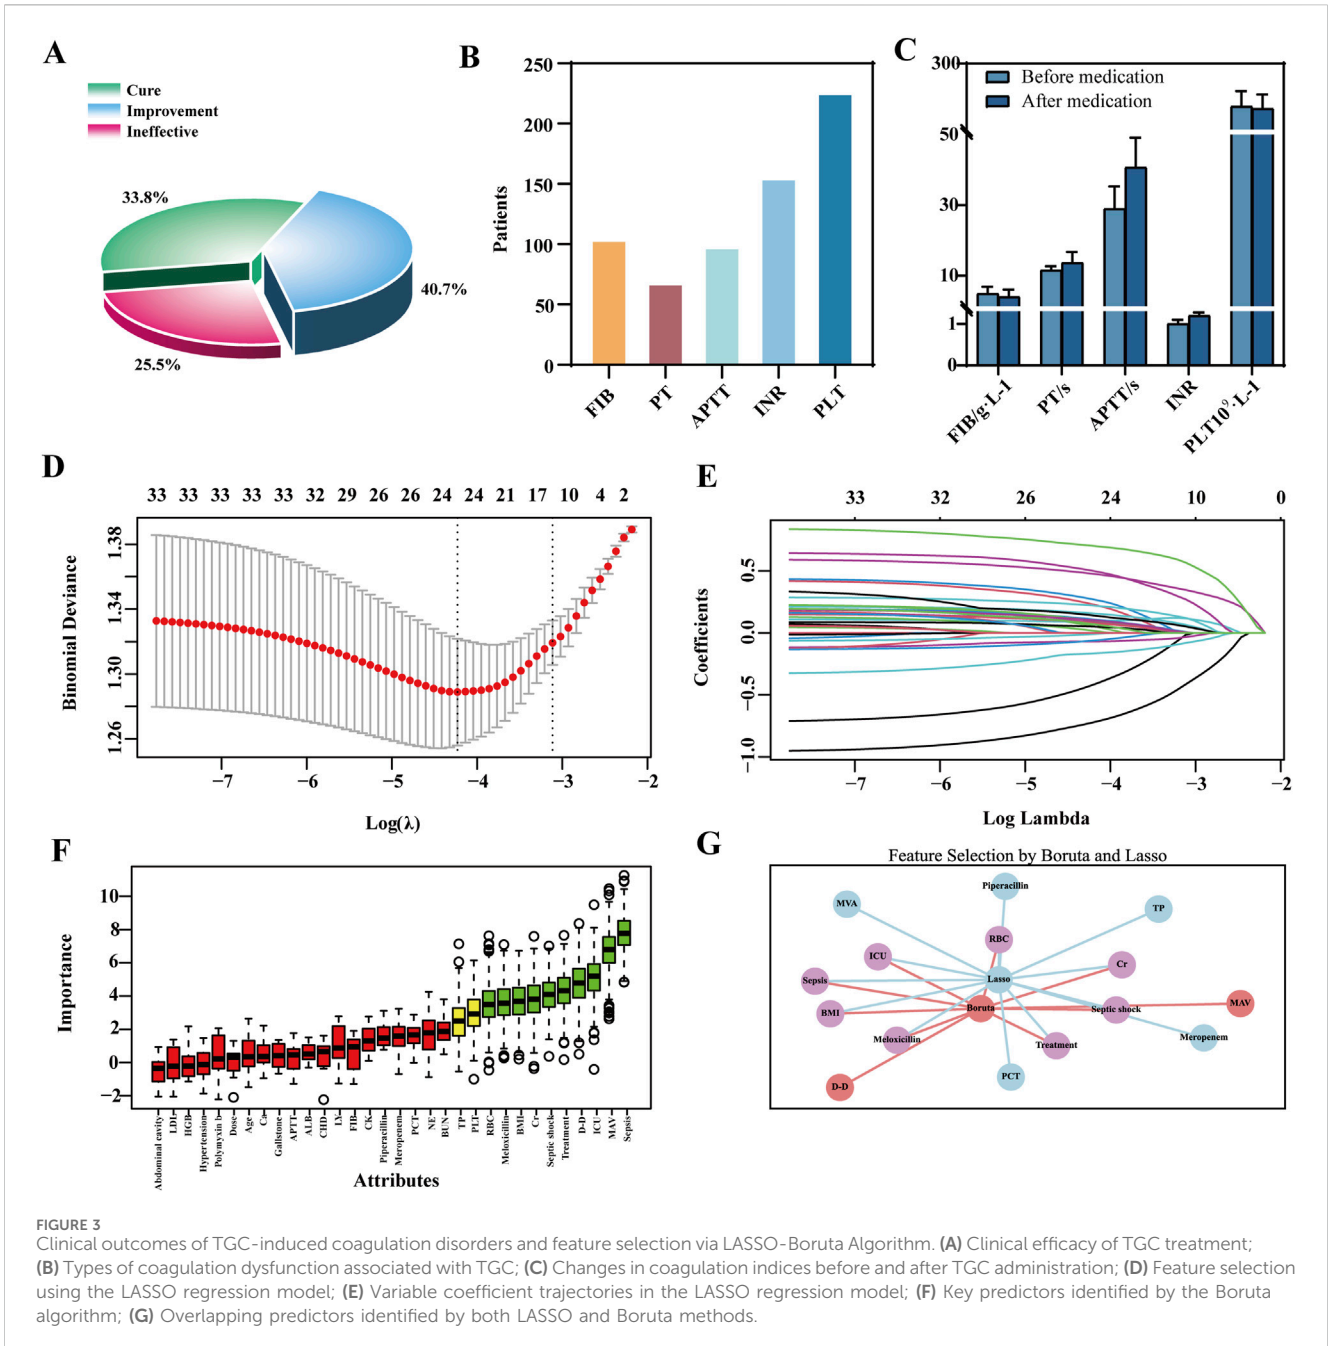 A
Cure
Improvement
Ineffective
33.8%
40.7%
25.5%
B
Patients
250
200
150
100
50
0
FIB
PT
APTT
INR
PLT
C
Before medication
After medication
300
50
30
10
1
0
FIB/g·L-1
PT/s
APTT/s
INR
PLT10⁹·L-1
D
33 33 33 33 33 32 29 26 26 24 24 21 17 10 4 2
Binomial Deviance
1.38
1.34
1.30
1.26
−7 −6 −5 −4 −3 −2
Log(λ)
E
33 32 26 24 10 0
Coefficients
0.5
0.0
−0.5
−1.0
−7 −6 −5 −4 −3 −2
Log Lambda
F
Importance
10
8
6
4
2
0
−2
Abdominal cavity
LDL
HGB
Hypertension
Polymyxin b
Dose
Age
Ca
Gallstone
APTT
ALB
CHD
LY
FIB
CK
Piperacillin
Meropenem
PCT
NE
BUN
TP
PLT
RBC
Meloxicillin
BMI
Cr
Septic shock
Treatment
D-D
ICU
MAV
Sepsis
Attributes
G
Feature Selection by Boruta and Lasso
Piperacillin
MVA
TP
RBC
ICU
Cr
Sepsis
Lasso
BMI
Boruta
Septic shock
MAV
Meloxicillin
Treatment
Meropenem
PCT
D-D
FIGURE 3
Clinical outcomes of TGC-induced coagulation disorders and feature selection via LASSO-Boruta Algorithm. (A) Clinical efficacy of TGC treatment;
(B) Types of coagulation dysfunction associated with TGC; (C) Changes in coagulation indices before and after TGC administration; (D) Feature selection
using the LASSO regression model; (E) Variable coefficient trajectories in the LASSO regression model; (F) Key predictors identified by the Boruta
algorithm; (G) Overlapping predictors identified by both LASSO and Boruta methods.